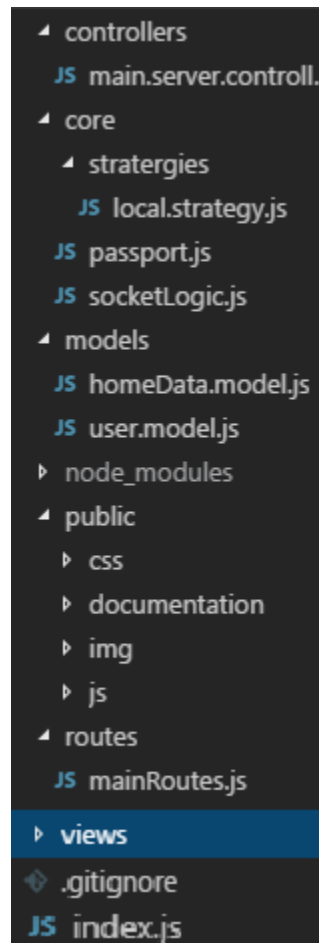 controllers
JS main.server.controll.
core
stratergies
JS local.strategy.js
JS passport.js
JS socketLogic.js
models
JS homeData.model.js
JS user.model.js
node_modules
public
css
documentation
img
js
routes
JS mainRoutes.js
views
.gitignore
JS index.js